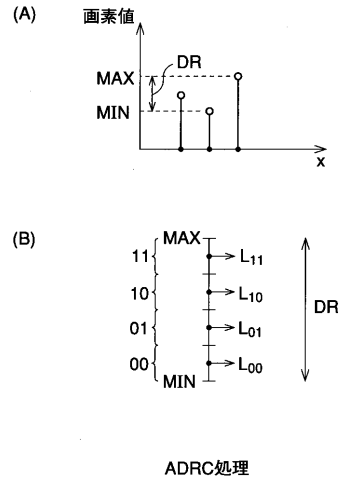 (A)
画素値
DR
MAX
MIN
x
(B)
MAX
11
L11
10
L10
DR
01
L01
00
L00
MIN
ADRC処理